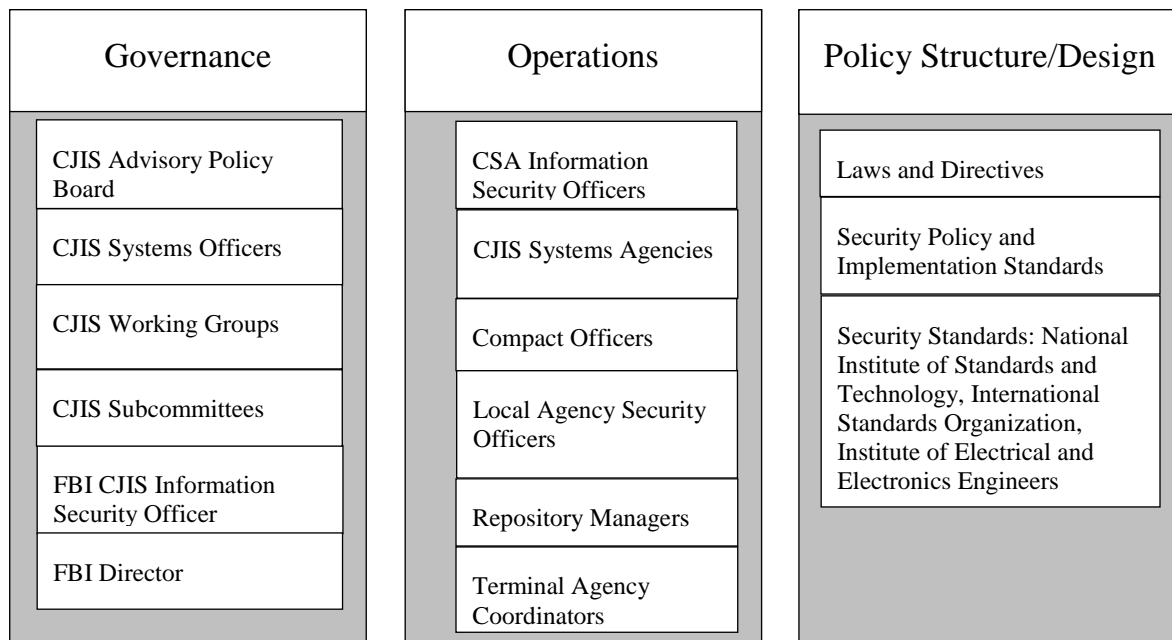 Governance
CJIS Advisory Policy
Board
CJIS Systems Officers
CJIS Working Groups
CJIS Subcommittees
FBI CJIS Information
Security Officer
FBI Director
Operations
CSA Information
Security Officers
CJIS Systems Agencies
Compact Officers
Local Agency Security
Officers
Repository Managers
Terminal Agency
Coordinators
Policy Structure/Design
Laws and Directives
Security Policy and
Implementation Standards
Security Standards: National
Institute of Standards and
Technology, International
Standards Organization,
Institute of Electrical and
Electronics Engineers